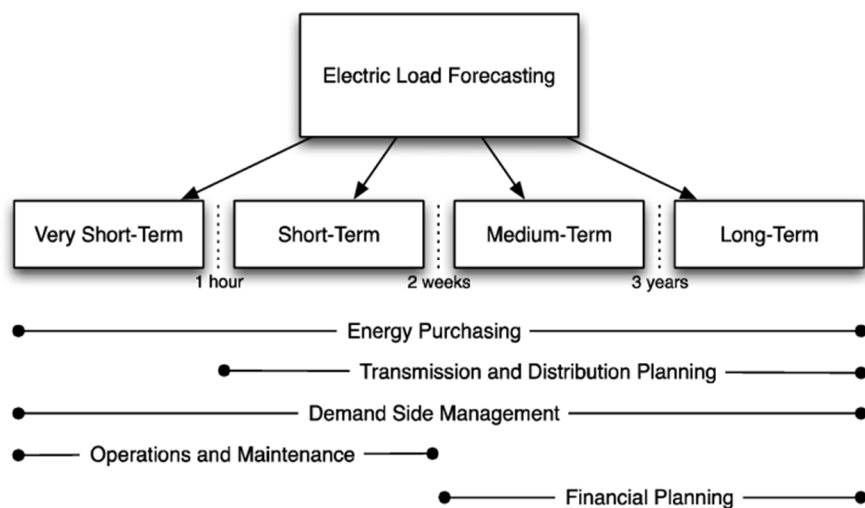 Electric Load Forecasting
Very Short-Term
Short-Term
Medium-Term
Long-Term
1 hour
2 weeks
3 years
Energy Purchasing
Transmission and Distribution Planning
Demand Side Management
Operations and Maintenance
Financial Planning